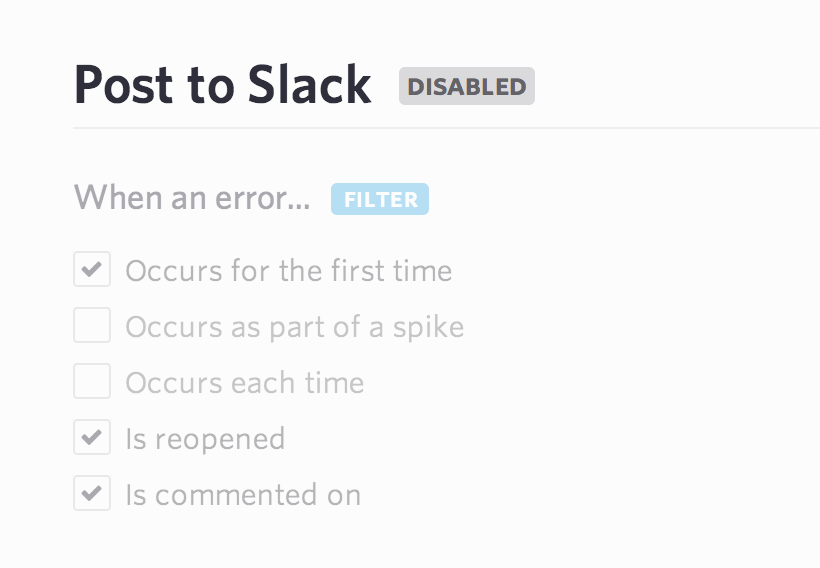 Post to Slack DISABLED
When an error... FILTER
Occurs for the first time
Occurs as part of a spike
Occurs each time
Is reopened
Is commented on